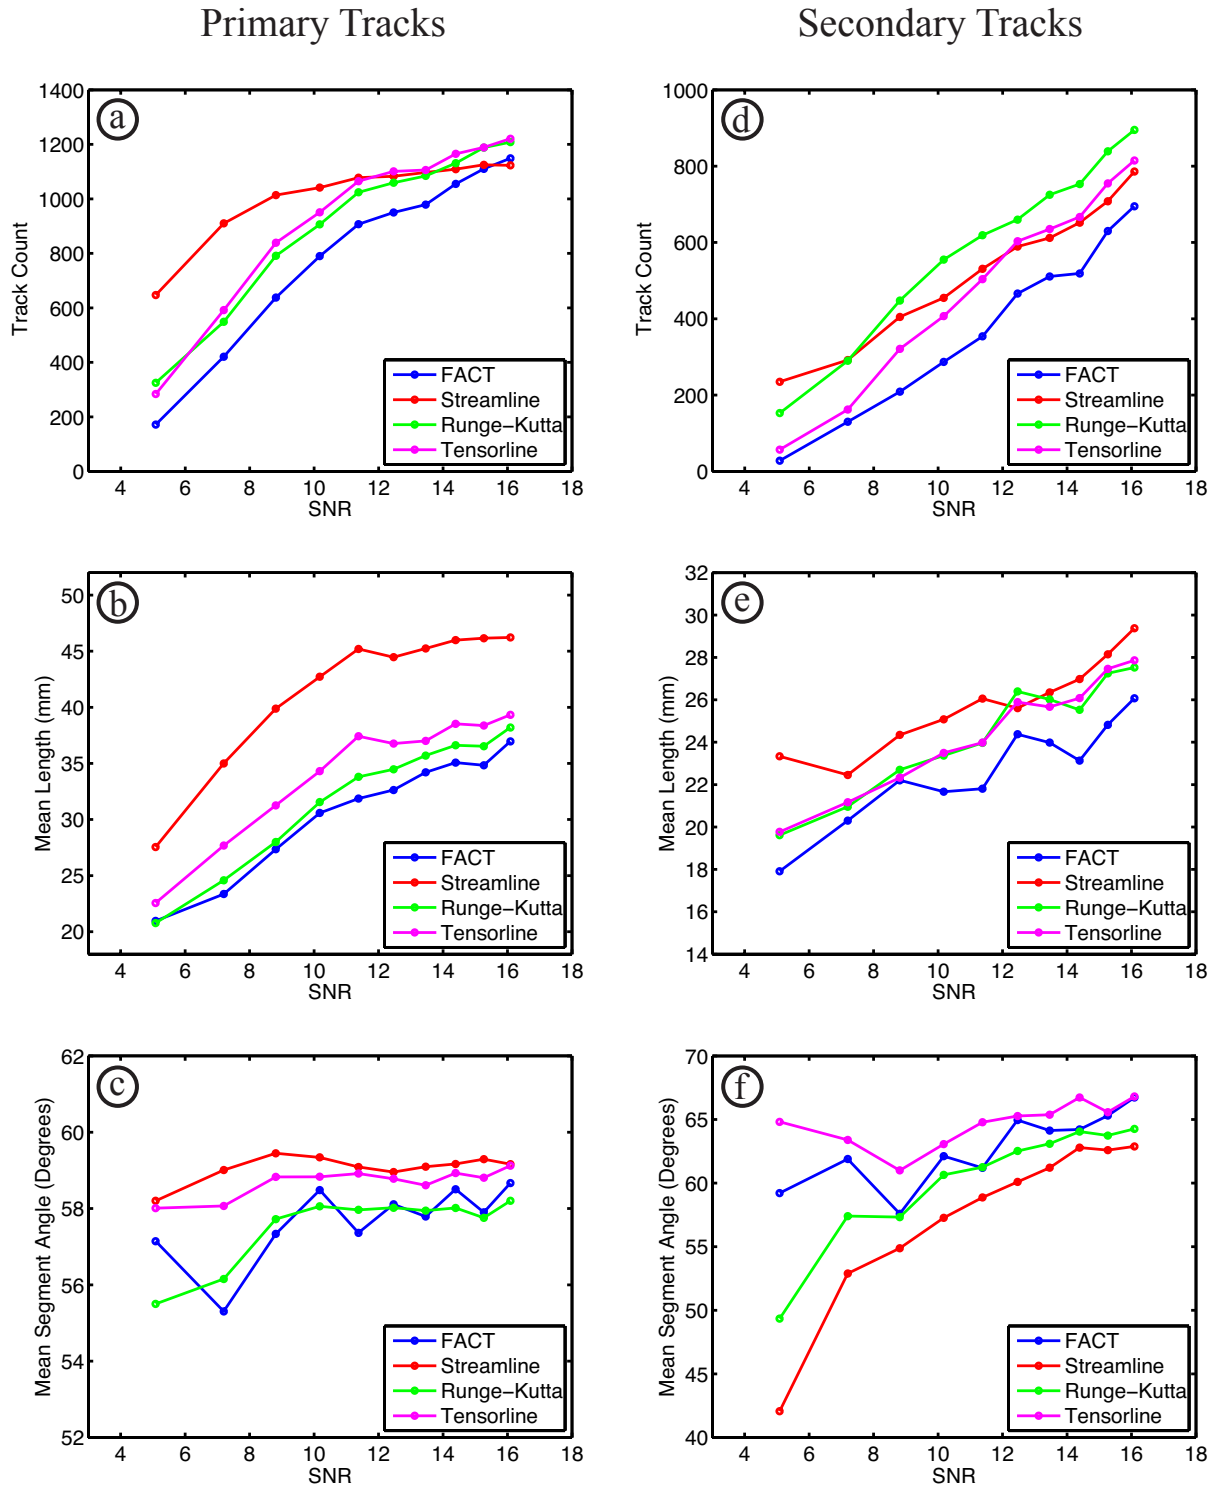 Primary Tracks
Secondary Tracks
a
1400
1200
1000
800
600
400
200
0
Track Count
4 6 8 10 12 14 16 18
SNR
FACT
Streamline
Runge-Kutta
Tensorline
d
1000
800
600
400
200
0
Track Count
4 6 8 10 12 14 16 18
SNR
FACT
Streamline
Runge-Kutta
Tensorline
b
50
45
40
35
30
25
20
Mean Length (mm)
4 6 8 10 12 14 16 18
SNR
FACT
Streamline
Runge-Kutta
Tensorline
e
32
30
28
26
24
22
20
18
16
14
Mean Length (mm)
4 6 8 10 12 14 16 18
SNR
FACT
Streamline
Runge-Kutta
Tensorline
c
62
60
58
56
54
52
Mean Segment Angle (Degrees)
4 6 8 10 12 14 16 18
SNR
FACT
Streamline
Runge-Kutta
Tensorline
f
70
65
60
55
50
45
40
Mean Segment Angle (Degrees)
4 6 8 10 12 14 16 18
SNR
FACT
Streamline
Runge-Kutta
Tensorline